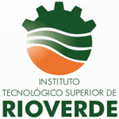 INSTITUTO
TECNOLÓGICO SUPERIOR DE
RIOVERDE